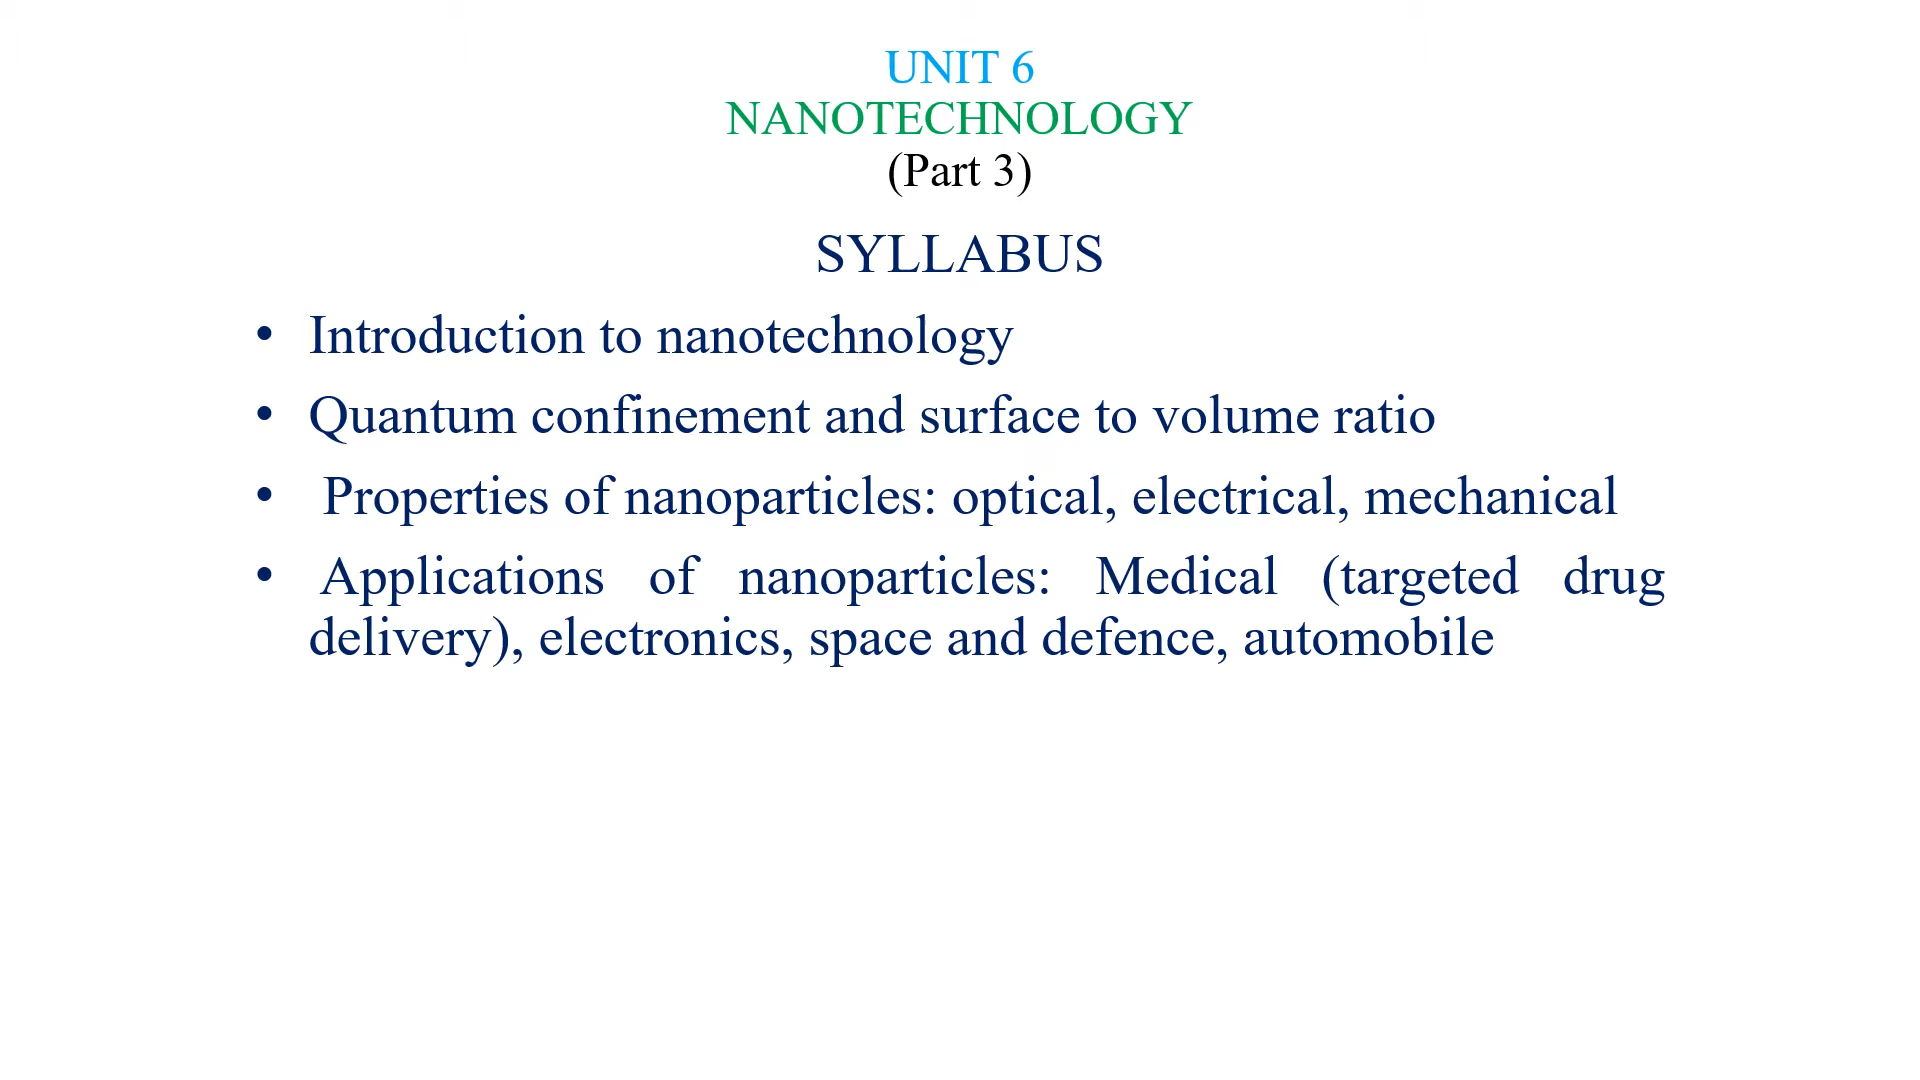 UNIT 6
NANOTECHNOLOGY
(Part 3)
SYLLABUS
• Introduction to nanotechnology
• Quantum confinement and surface to volume ratio
• Properties of nanoparticles: optical, electrical, mechanical
• Applications of nanoparticles: Medical (targeted drug
delivery), electronics, space and defence, automobile